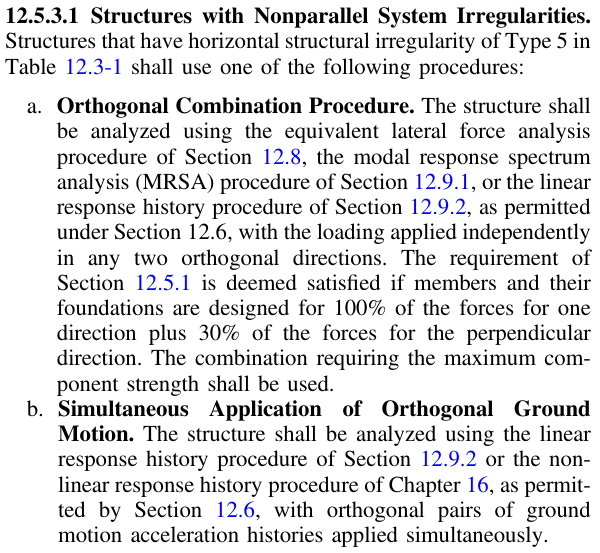 12.5.3.1 Structures with Nonparallel System Irregularities.
Structures that have horizontal structural irregularity of Type 5 in
Table 12.3-1 shall use one of the following procedures:
a. Orthogonal Combination Procedure. The structure shall
be analyzed using the equivalent lateral force analysis
procedure of Section 12.8, the modal response spectrum
analysis (MRSA) procedure of Section 12.9.1, or the linear
response history procedure of Section 12.9.2, as permitted
under Section 12.6, with the loading applied independently
in any two orthogonal directions. The requirement of
Section 12.5.1 is deemed satisfied if members and their
foundations are designed for 100% of the forces for one
direction plus 30% of the forces for the perpendicular
direction. The combination requiring the maximum com-
ponent strength shall be used.
b. Simultaneous Application of Orthogonal Ground
Motion. The structure shall be analyzed using the linear
response history procedure of Section 12.9.2 or the non-
linear response history procedure of Chapter 16, as permit-
ted by Section 12.6, with orthogonal pairs of ground
motion acceleration histories applied simultaneously.